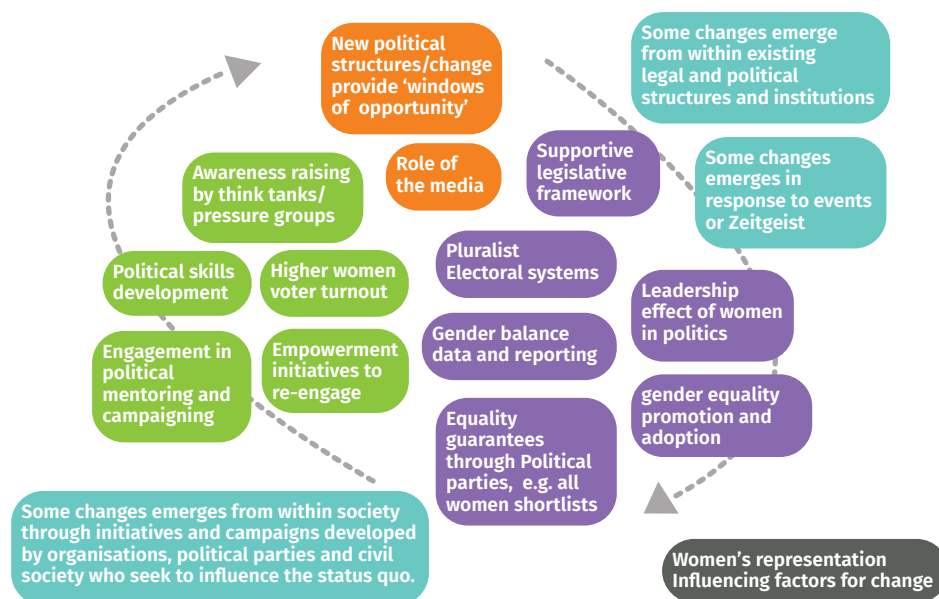 New political
structures/change
provide ‘windows
of opportunity’
Some changes emerge
from within existing
legal and political
structures and institutions
Role of
the media
Supportive
legislative
framework
Some changes
emerges in
response to events
or Zeitgeist
Awareness raising
by think tanks/
pressure groups
Political skills
development
Higher women
voter turnout
Pluralist
Electoral systems
Leadership
effect of women
in politics
Engagement in
political
mentoring and
campaigning
Empowerment
initiatives to
re-engage
Gender balance
data and reporting
gender equality
promotion and
adoption
Equality
guarantees
through Political
parties, e.g. all
women shortlists
Some changes emerges from within society
through initiatives and campaigns developed
by organisations, political parties and civil
society who seek to influence the status quo.
Women’s representation
Influencing factors for change